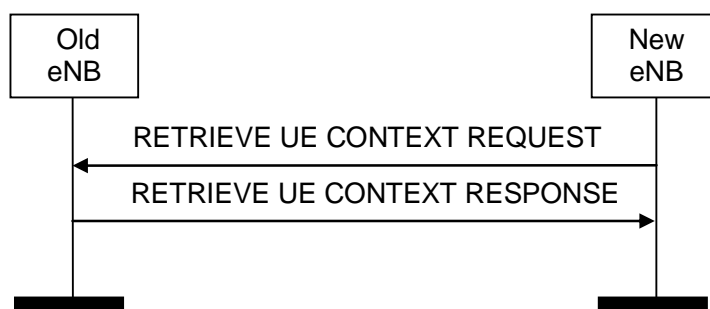 Old
eNB
New
eNB
RETRIEVE UE CONTEXT REQUEST
RETRIEVE UE CONTEXT RESPONSE